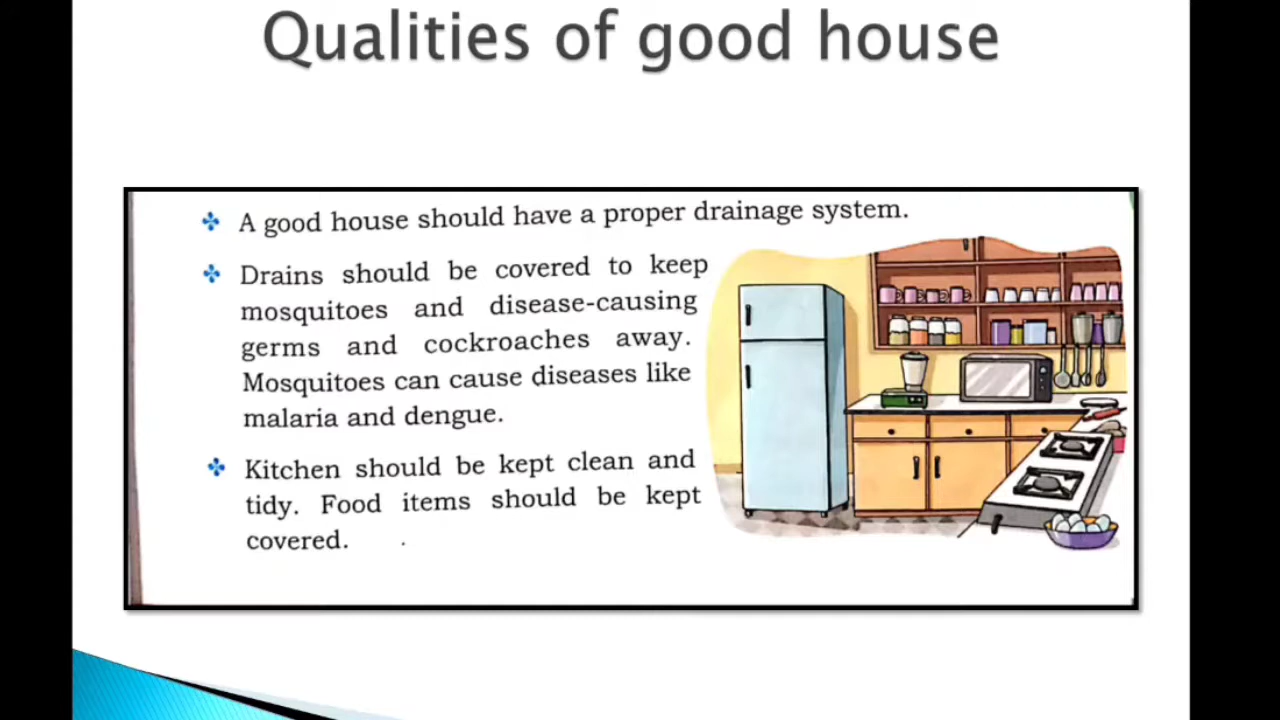 Qualities of good house
A good house should have a proper drainage system.
Drains should be covered to keep
mosquitoes and disease-causing
germs and cockroaches away.
Mosquitoes can cause diseases like
malaria and dengue.
Kitchen should be kept clean and
tidy. Food items should be kept
covered.